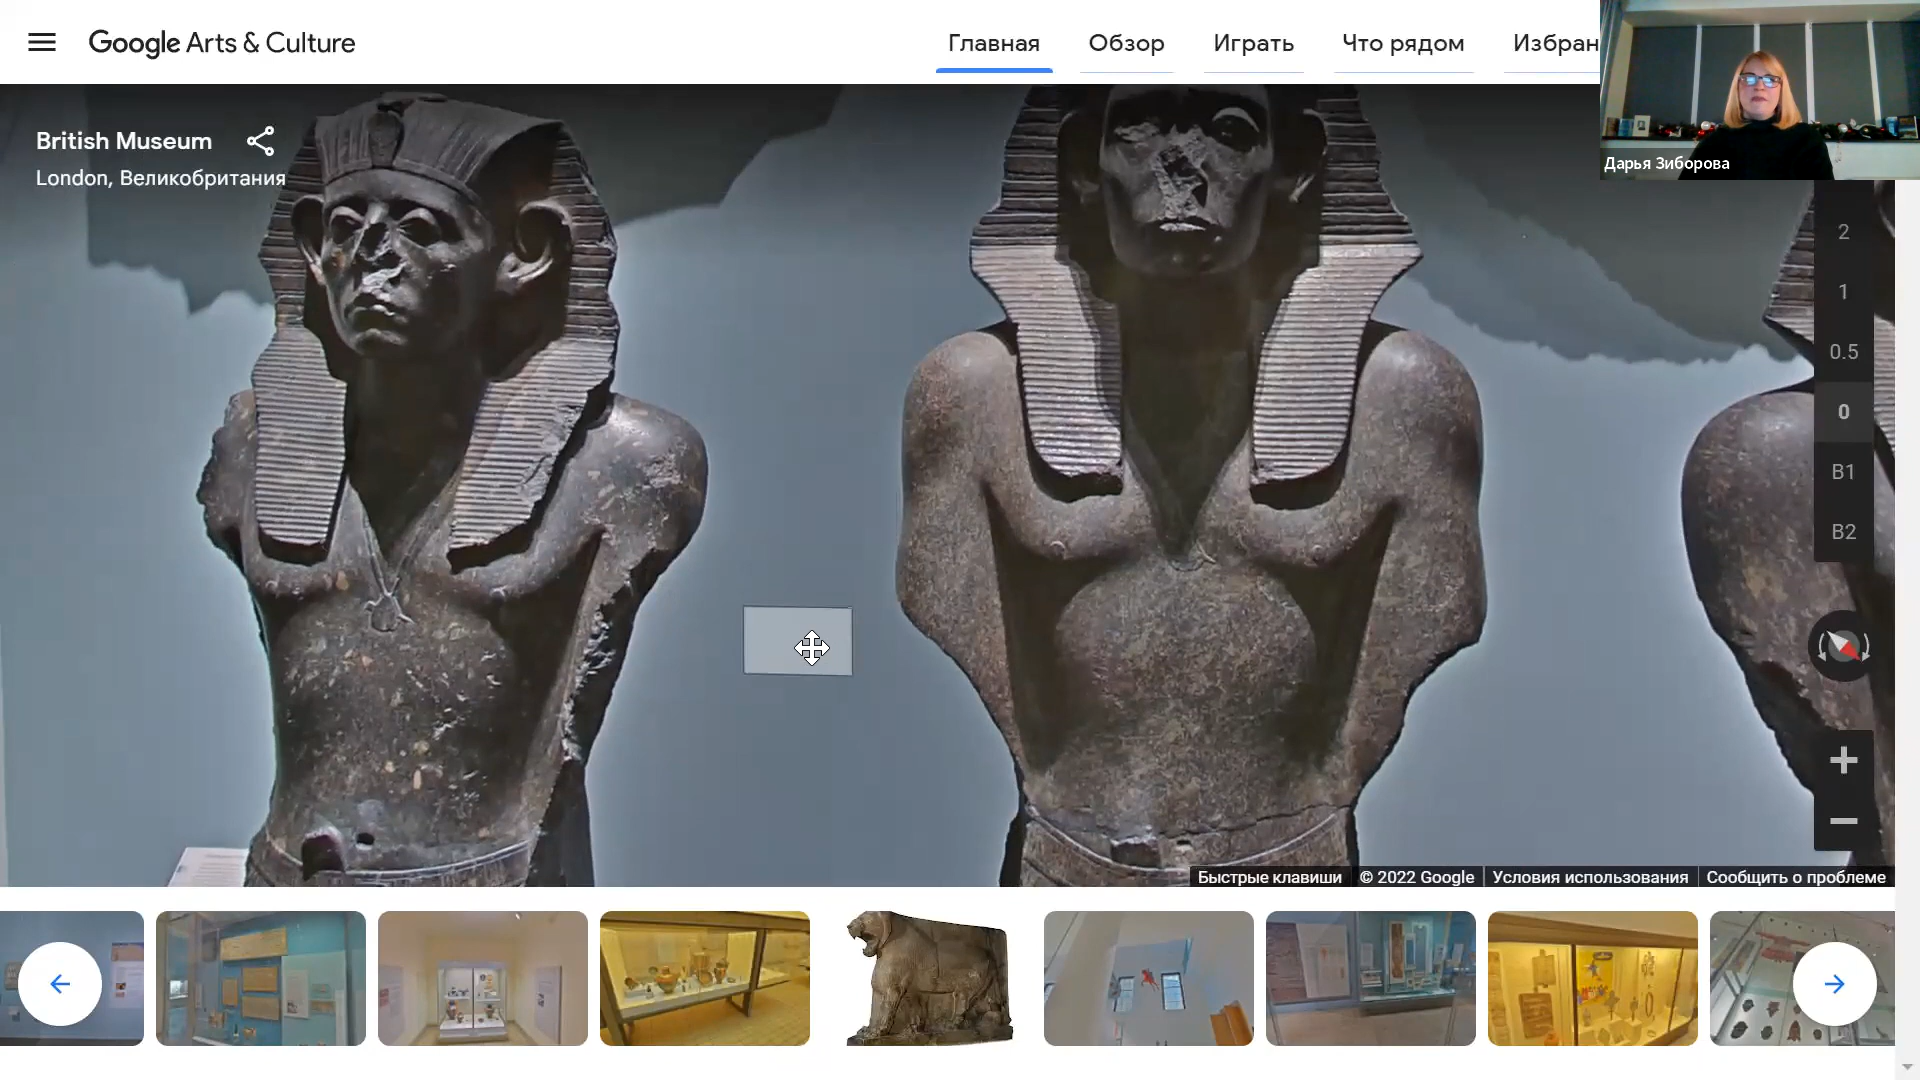 Google Arts & Culture
Главная
Обзор
Играть
Что рядом
Избран
British Museum
London, Великобритания
Дарья Зиборова
2
1
0.5
0
B1
B2
Быстрые клавиши
© 2022 Google
Условия использования
Сообщить о проблеме